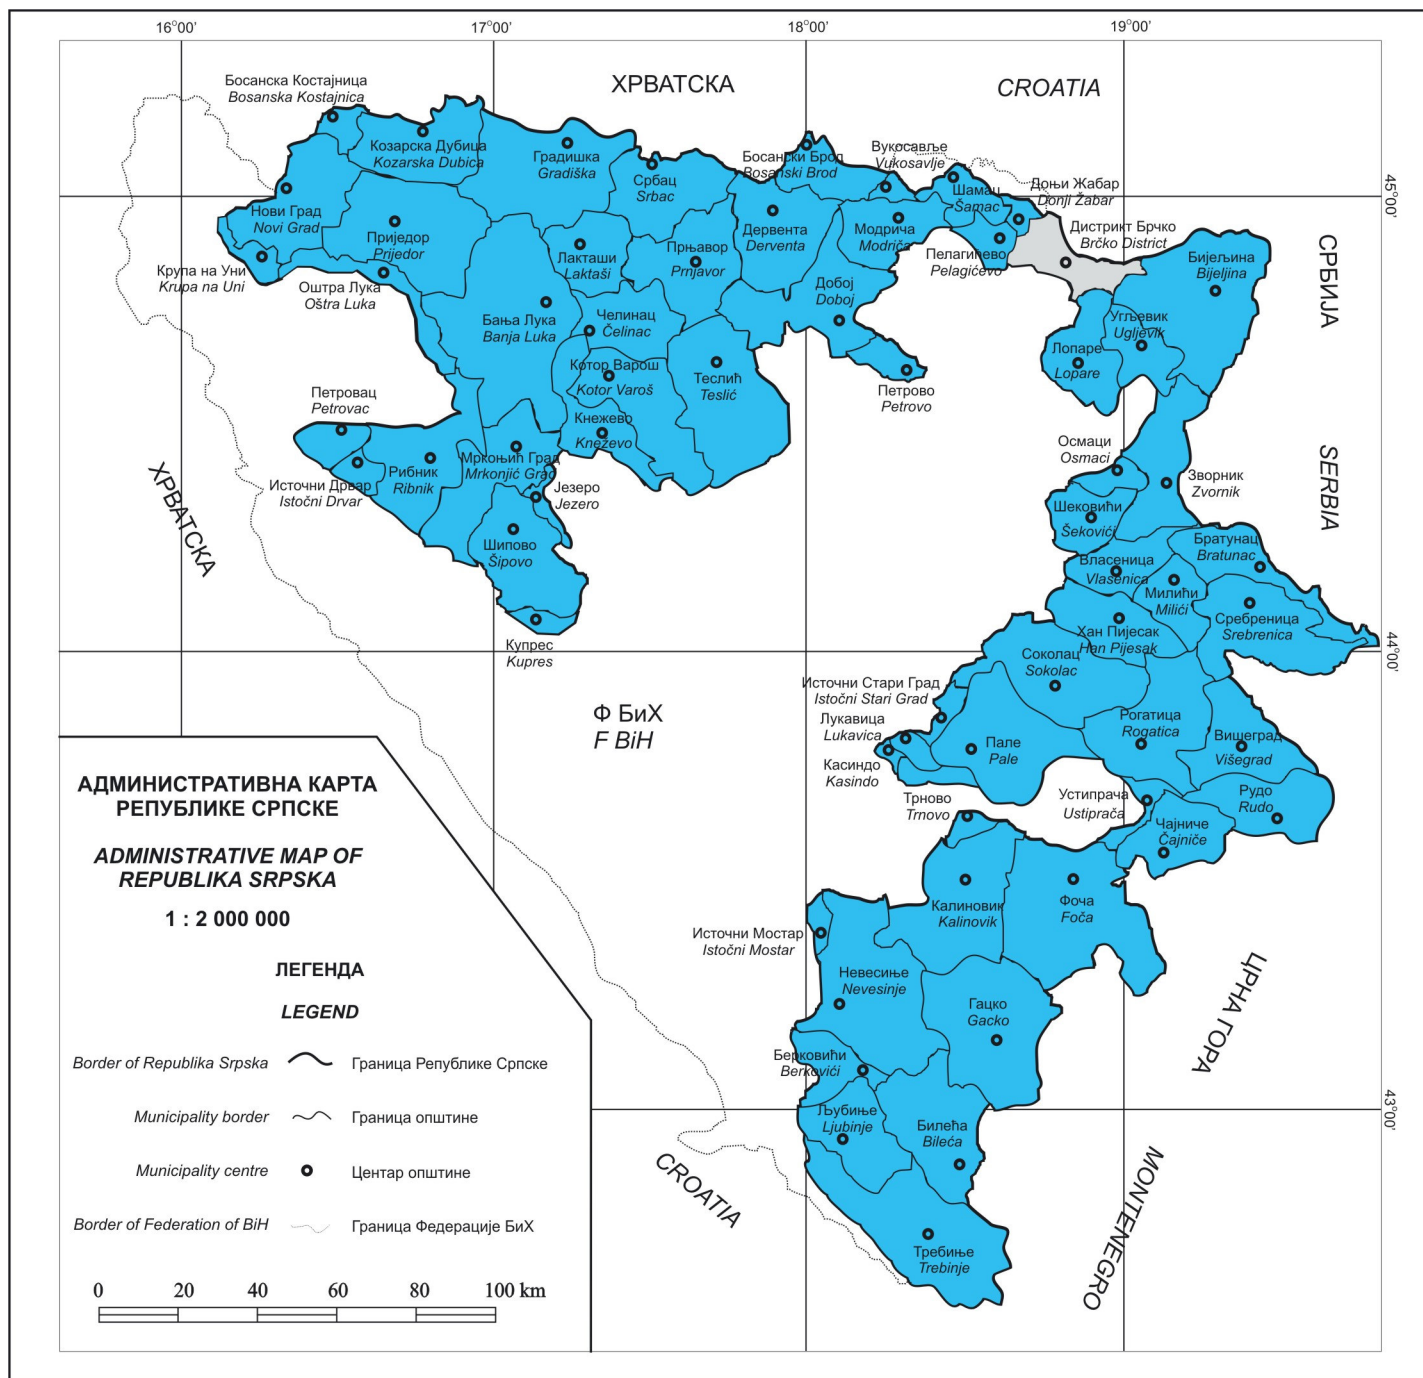 16°00'
17°00'
18°00'
19°00'
ХРВАТСКА
CROATIA
Босанска Костајница
Bosanska Kostajnica
Козарска Дубица
Kozarska Dubica
Градишка
Gradiška
Србац
Srbac
Босански Брод
Bosanski Brod
Вукосавље
Vukosavlje
Шамац
Šamac
Доњи Жабар
Donji Žabar
45°00'
Нови Град
Novi Grad
Приједор
Prijedor
Дервента
Derventa
Модрича
Modriča
Дистрикт Брчко
Brčko District
Пелагићево
Pelagićevo
Бијељина
Bijeljina
СРБИЈА
Крупа на Уни
Krupa na Uni
Оштра Лука
Oštra Luka
Лакташи
Laktaši
Прњавор
Prnjavor
Добој
Doboj
Бања Лука
Banja Luka
Челинац
Čelinac
Угљевик
Ugljevik
Лопаре
Lopare
Котор Варош
Kotor Varoš
Теслић
Teslić
Петрово
Petrovo
Петровац
Petrovac
Кнежево
Kneževo
Осмаци
Osmaci
Мркоњић Град
Mrkonjić Grad
Рибник
Ribnik
Источни Дрвар
Istočni Drvar
Језеро
Jezero
Зворник
Zvornik
SERBIA
ХРВАТСКА
Шековићи
Šekovići
Шипово
Šipovo
Братунац
Bratunac
Власеница
Vlasenica
Милићи
Milići
Сребреница
Srebrenica
Хан Пијесак
Han Pijesak
44°00'
Купрес
Kupres
Соколац
Sokolac
Источни Стари Град
Istočni Stari Grad
Лукавица
Lukavica
Ф БиХ
F BiH
Рогатица
Rogatica
Вишеград
Višegrad
Пале
Pale
Касиндо
Kasindo
Трново
Trnovo
Устипрача
Ustiprača
Рудо
Rudo
Чајниче
Čajniče
Калиновик
Kalinovik
Фоча
Foča
Источни Мостар
Istočni Mostar
Невесиње
Nevesinje
Гацко
Gacko
ЦРНА ГОРА
Берковићи
Berkovići
Љубиње
Ljubinje
Билећа
Bileća
43°00'
CROATIA
MONTENEGRO
Требиње
Trebinje
АДМИНИСТРАТИВНА КАРТА
РЕПУБЛИКЕ СРПСКЕ
ADMINISTRATIVE MAP OF
REPUBLIKA SRPSKA
1 : 2 000 000
ЛЕГЕНДА
LEGEND
Border of Republika Srpska Граница Републике Српске
Municipality border Граница општине
Municipality centre Центар општине
Border of Federation of BiH Граница Федерације БиХ
0 20 40 60 80 100 km